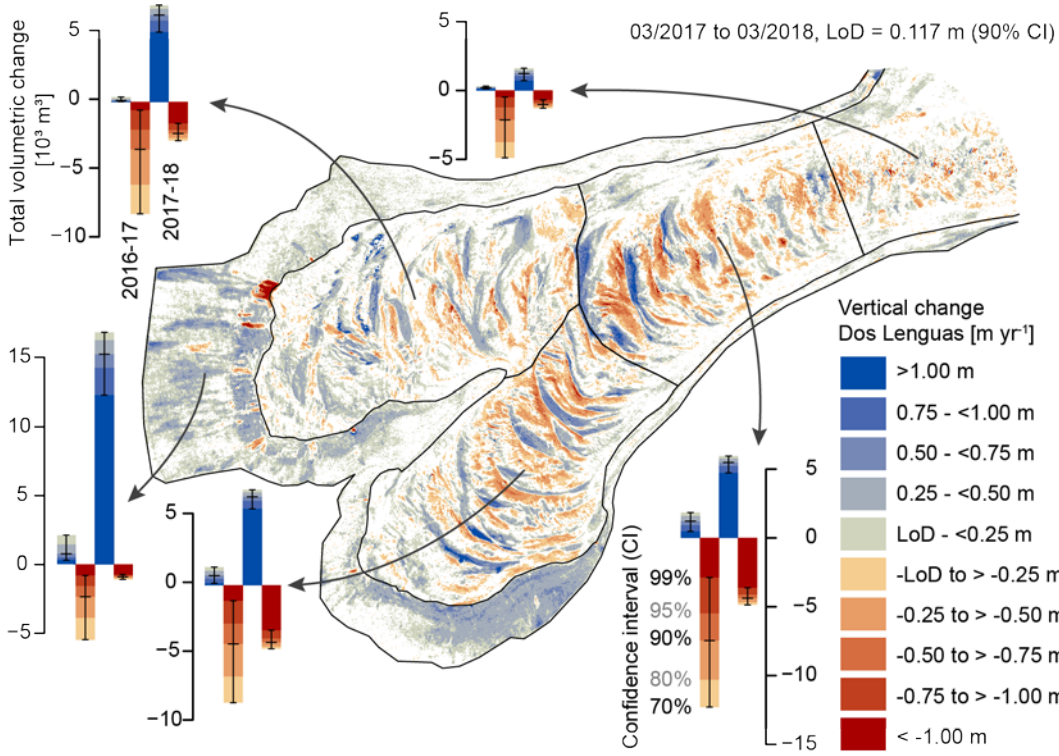 03/2017 to 03/2018, LoD = 0.117 m (90% CI)
Total volumetric change
[10³ m³]
5
0
−5
−10
2016-17
2017-18
5
0
−5
15
10
5
0
−5
5
0
−5
−10
Confidence interval (CI)
99%
95%
90%
80%
70%
5
0
−5
−10
−15
Vertical change
Dos Lenguas [m yr⁻¹]
>1.00 m
0.75 - <1.00 m
0.50 - <0.75 m
0.25 - <0.50 m
LoD - <0.25 m
-LoD to > -0.25 m
-0.25 to > -0.50 m
-0.50 to > -0.75 m
-0.75 to > -1.00 m
< -1.00 m